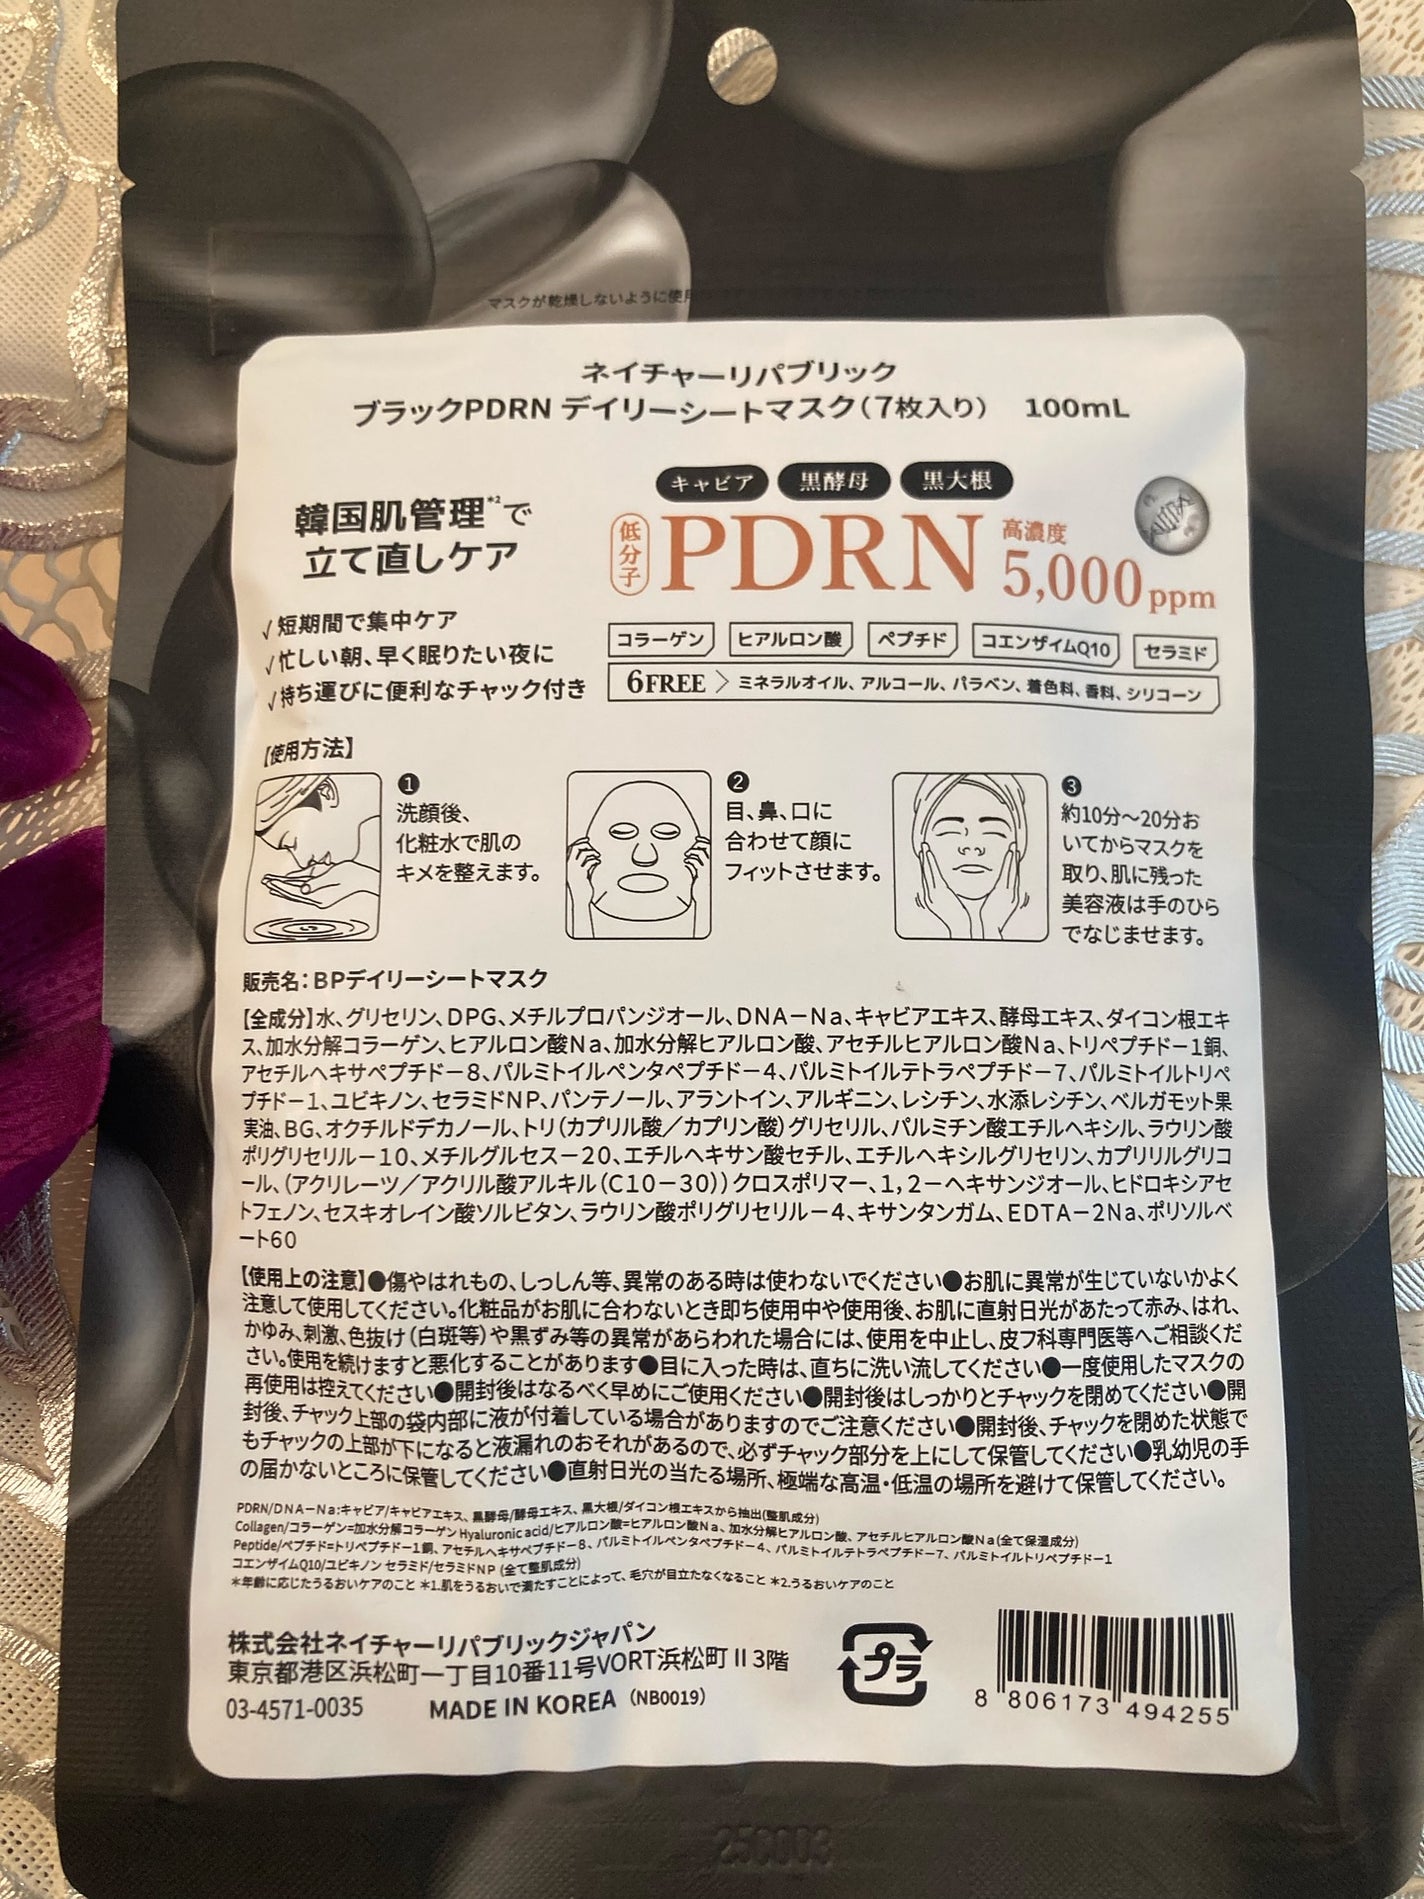 マスクが乾燥しないように使用
ネイチャーリパブリック
ブラックPDRN デイリーシートマスク(7枚入り) 100mL
韓国肌管理*2で
立て直しケア
✓短期間で集中ケア
✓忙しい朝、早く眠りたい夜に
✓持ち運びに便利なチャック付き
キャビア 黒酵母 黒大根
低分子 PDRN 高濃度 5,000ppm
コラーゲン ヒアルロン酸 ペプチド コエンザイムQ10 セラミド
6FREE > ミネラルオイル、アルコール、パラベン、着色料、香料、シリコーン
【使用方法】
❶
洗顔後、
化粧水で肌の
キメを整えます。
❷
目、鼻、口に
合わせて顔に
フィットさせます。
❸
約10分〜20分お
いてからマスクを
取り、肌に残った
美容液は手のひら
でなじませます。
販売名：BPデイリーシートマスク
【全成分】水、グリセリン、DPG、メチルプロパンジオール、DNA－Na、キャビアエキス、酵母エキス、ダイコン根エキ
ス、加水分解コラーゲン、ヒアルロン酸Na、加水分解ヒアルロン酸、アセチルヒアルロン酸Na、トリペプチド－1銅、
アセチルヘキサペプチド－8、パルミトイルペンタペプチド－4、パルミトイルテトラペプチド－7、パルミトイルトリペ
プチド－1、ユビキノン、セラミドNP、パンテノール、アラントイン、アルギニン、レシチン、水添レシチン、ベルガモット果
実油、BG、オクチルドデカノール、トリ(カプリル酸／カプリン酸)グリセリル、パルミチン酸エチルヘキシル、ラウリン酸
ポリグリセリル－10、メチルグルセス－20、エチルヘキサン酸セチル、エチルヘキシルグリセリン、カプリリルグリコ
ール、(アクリレーツ／アクリル酸アルキル(C10－30))クロスポリマー、1,2－ヘキサンジオール、ヒドロキシアセ
トフェノン、セスキオレイン酸ソルビタン、ラウリン酸ポリグリセリル－4、キサンタンガム、EDTA－2Na、ポリソルベ
ート60
【使用上の注意】●傷やはれもの、しっしん等、異常のある時は使わないでください●お肌に異常が生じていないかよく
注意して使用してください。化粧品がお肌に合わないとき即ち使用中や使用後、お肌に直射日光があたって赤み、はれ、
かゆみ、刺激、色抜け(白斑等)や黒ずみ等の異常があらわれた場合には、使用を中止し、皮フ科専門医等へご相談くだ
さい。使用を続けますと悪化することがあります●目に入った時は、直ちに洗い流してください●一度使用したマスクの
再使用は控えてください●開封後はなるべく早めにご使用ください●開封後はしっかりとチャックを閉めてください●開
封後、チャック上部の袋内部に液が付着している場合がありますのでご注意ください●開封後、チャックを閉めた状態で
もチャックの上部が下になると液漏れのおそれがあるので、必ずチャック部分を上にして保管してください●乳幼児の手
の届かないところに保管してください●直射日光の当たる場所、極端な高温・低温の場所を避けて保管してください。
PDRN/DNA－Na:キャビア/キャビアエキス、黒酵母/酵母エキス、黒大根/ダイコン根エキスから抽出(整肌成分)
Collagen/コラーゲン=加水分解コラーゲン Hyaluronic acid/ヒアルロン酸=ヒアルロン酸Na、加水分解ヒアルロン酸、アセチルヒアルロン酸Na(全て保湿成分)
Peptide/ペプチド=トリペプチド－1銅、アセチルヘキサペプチド－8、パルミトイルペンタペプチド－4、パルミトイルテトラペプチド－7、パルミトイルトリペプチド－1
コエンザイムQ10/ユビキノン セラミド/セラミドNP (全て整肌成分)
*年齢に応じたうるおいケアのこと *1.肌をうるおいで満たすことによって、毛穴が目立たなくなること *2.うるおいケアのこと
株式会社ネイチャーリパブリックジャパン
東京都港区浜松町一丁目10番11号VORT浜松町Ⅱ3階
03-4571-0035 MADE IN KOREA (NB0019)
プラ
8 806173 494255